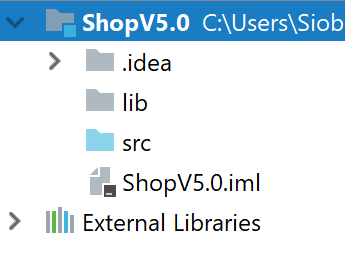 ShopV5.0 C:\Users\Siob
.idea
lib
src
ShopV5.0.iml
External Libraries